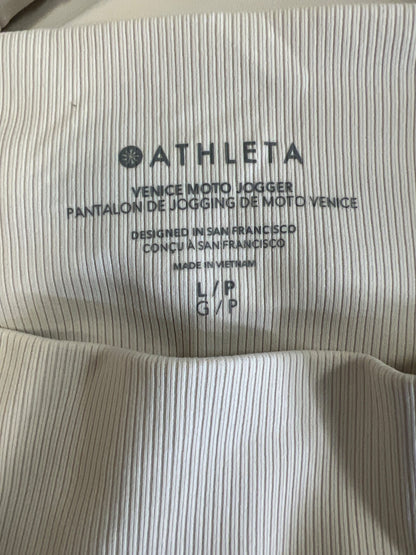 ATHLETA
VENICE MOTO JOGGER
PANTALON DE JOGGING DE MOTO VENICE
DESIGNED IN SAN FRANCISCO
CONÇU À SAN FRANCISCO
MADE IN VIETNAM
L/P
G/P